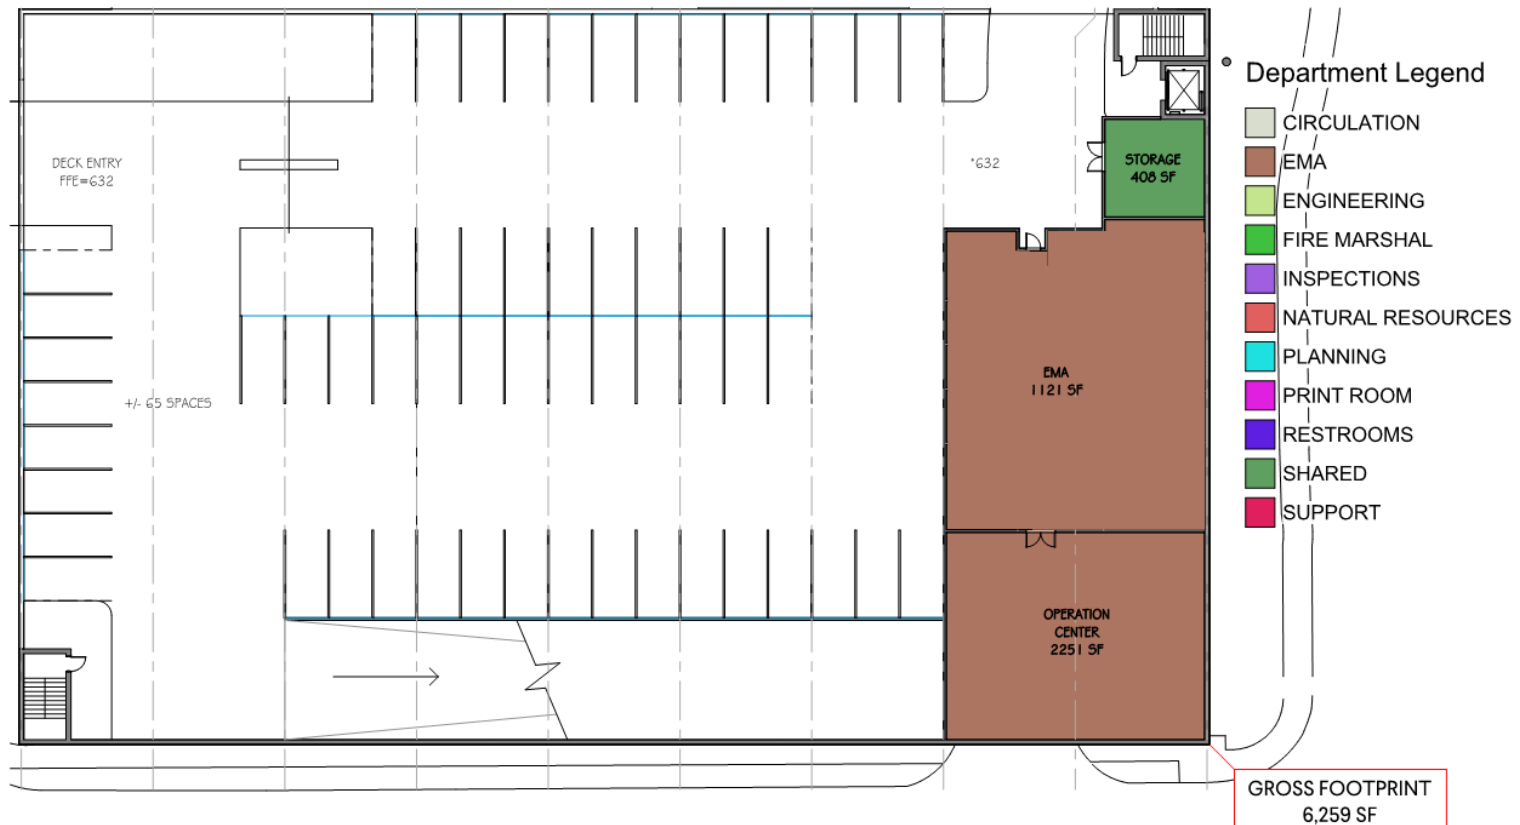 Department Legend
CIRCULATION
EMA
ENGINEERING
FIRE MARSHAL
INSPECTIONS
NATURAL RESOURCES
PLANNING
PRINT ROOM
RESTROOMS
SHARED
SUPPORT
DECK ENTRY
FFE=632
*632
STORAGE
408 SF
+/- 65 SPACES
EMA
1121 SF
OPERATION
CENTER
2251 SF
GROSS FOOTPRINT
6,259 SF